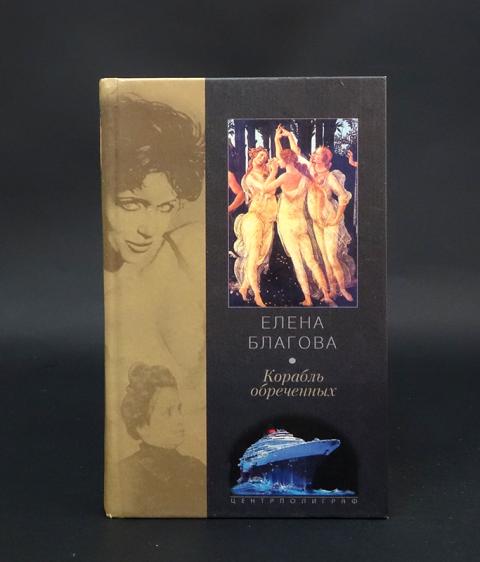 ЕЛЕНА
БЛАГОВА
Корабль
обреченных
ЦЕНТРПОЛИГРАФ